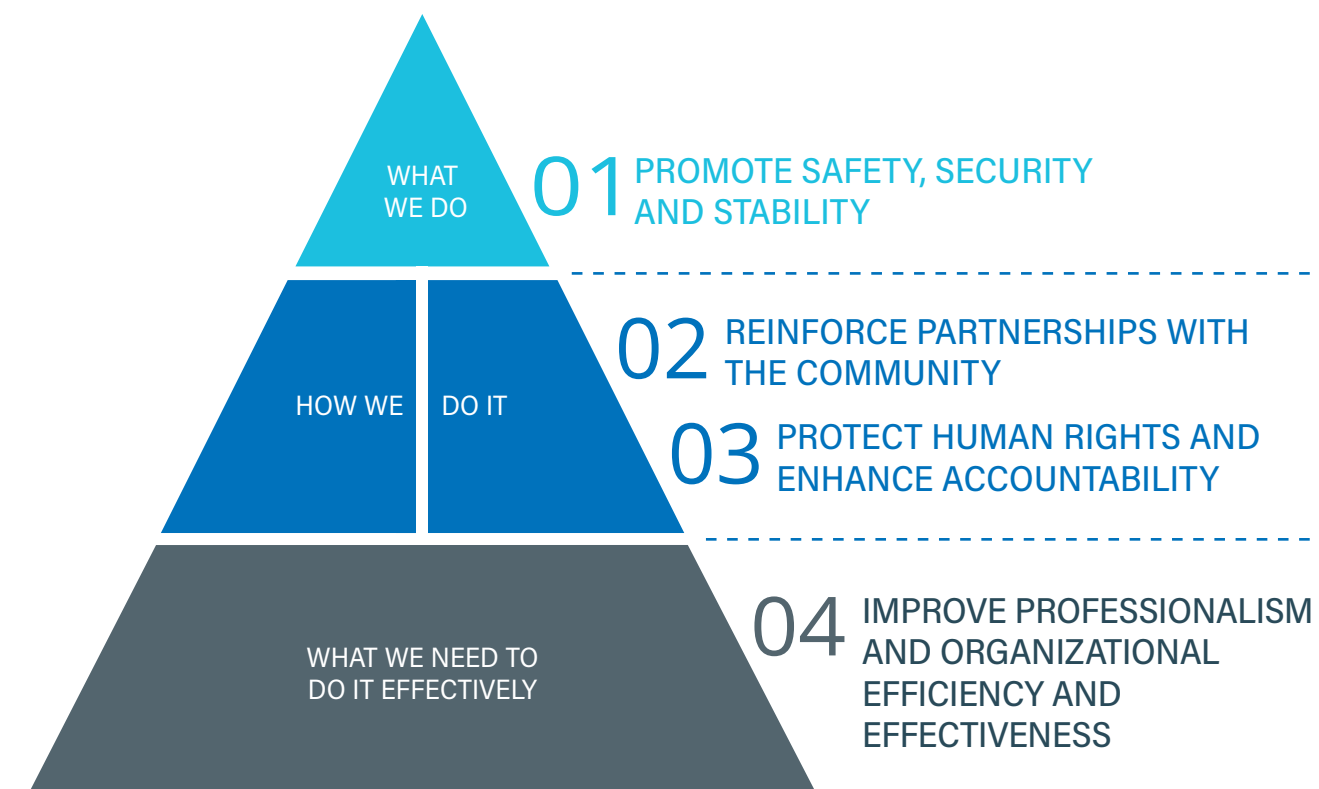 WHAT
WE DO
01
PROMOTE SAFETY, SECURITY
AND STABILITY
02
REINFORCE PARTNERSHIPS WITH
THE COMMUNITY
HOW WE DO IT
03
PROTECT HUMAN RIGHTS AND
ENHANCE ACCOUNTABILITY
WHAT WE NEED TO
DO IT EFFECTIVELY
04
IMPROVE PROFESSIONALISM
AND ORGANIZATIONAL
EFFICIENCY AND
EFFECTIVENESS